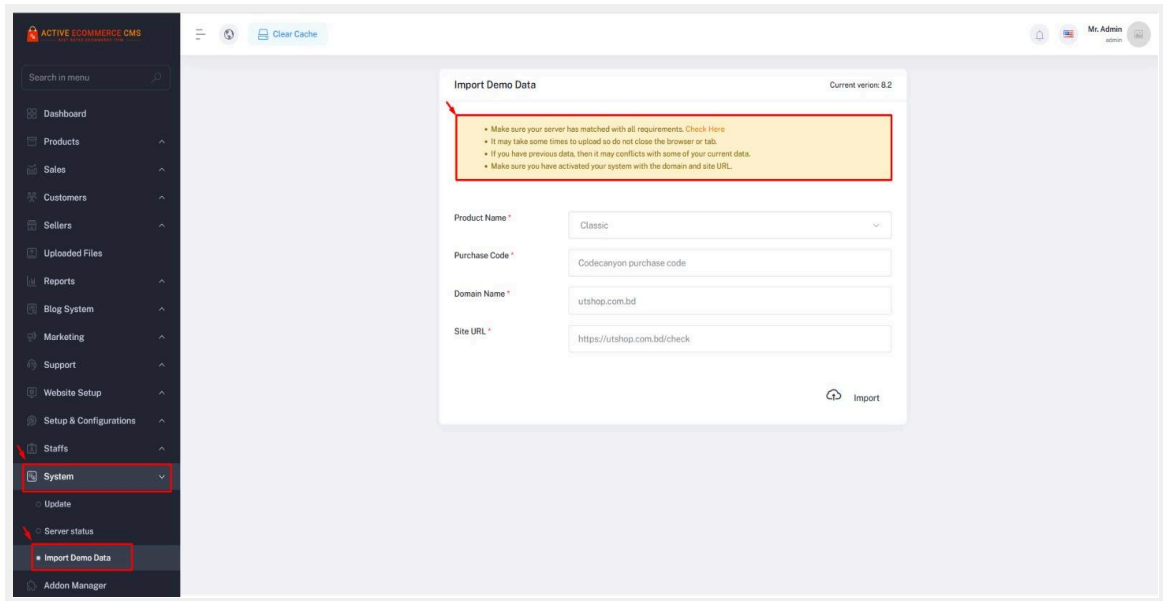 ACTIVE ECOMMERCE CMS
Clear Cache
Mr. Admin
admin
Search in menu
Dashboard
Products
Sales
Customers
Sellers
Uploaded Files
Reports
Blog System
Marketing
Support
Website Setup
Setup & Configurations
Staffs
System
Update
Server status
Import Demo Data
Addon Manager
Import Demo Data
Current verion: 8.2
Make sure your server has matched with all requirements. Check Here
It may take some times to upload so do not close the browser or tab.
If you have previous data, then it may conflicts with some of your current data.
Make sure you have activated your system with the domain and site URL.
Product Name *
Classic
Purchase Code *
Codecanyon purchase code
Domain Name *
utshop.com.bd
Site URL *
https://utshop.com.bd/check
Import